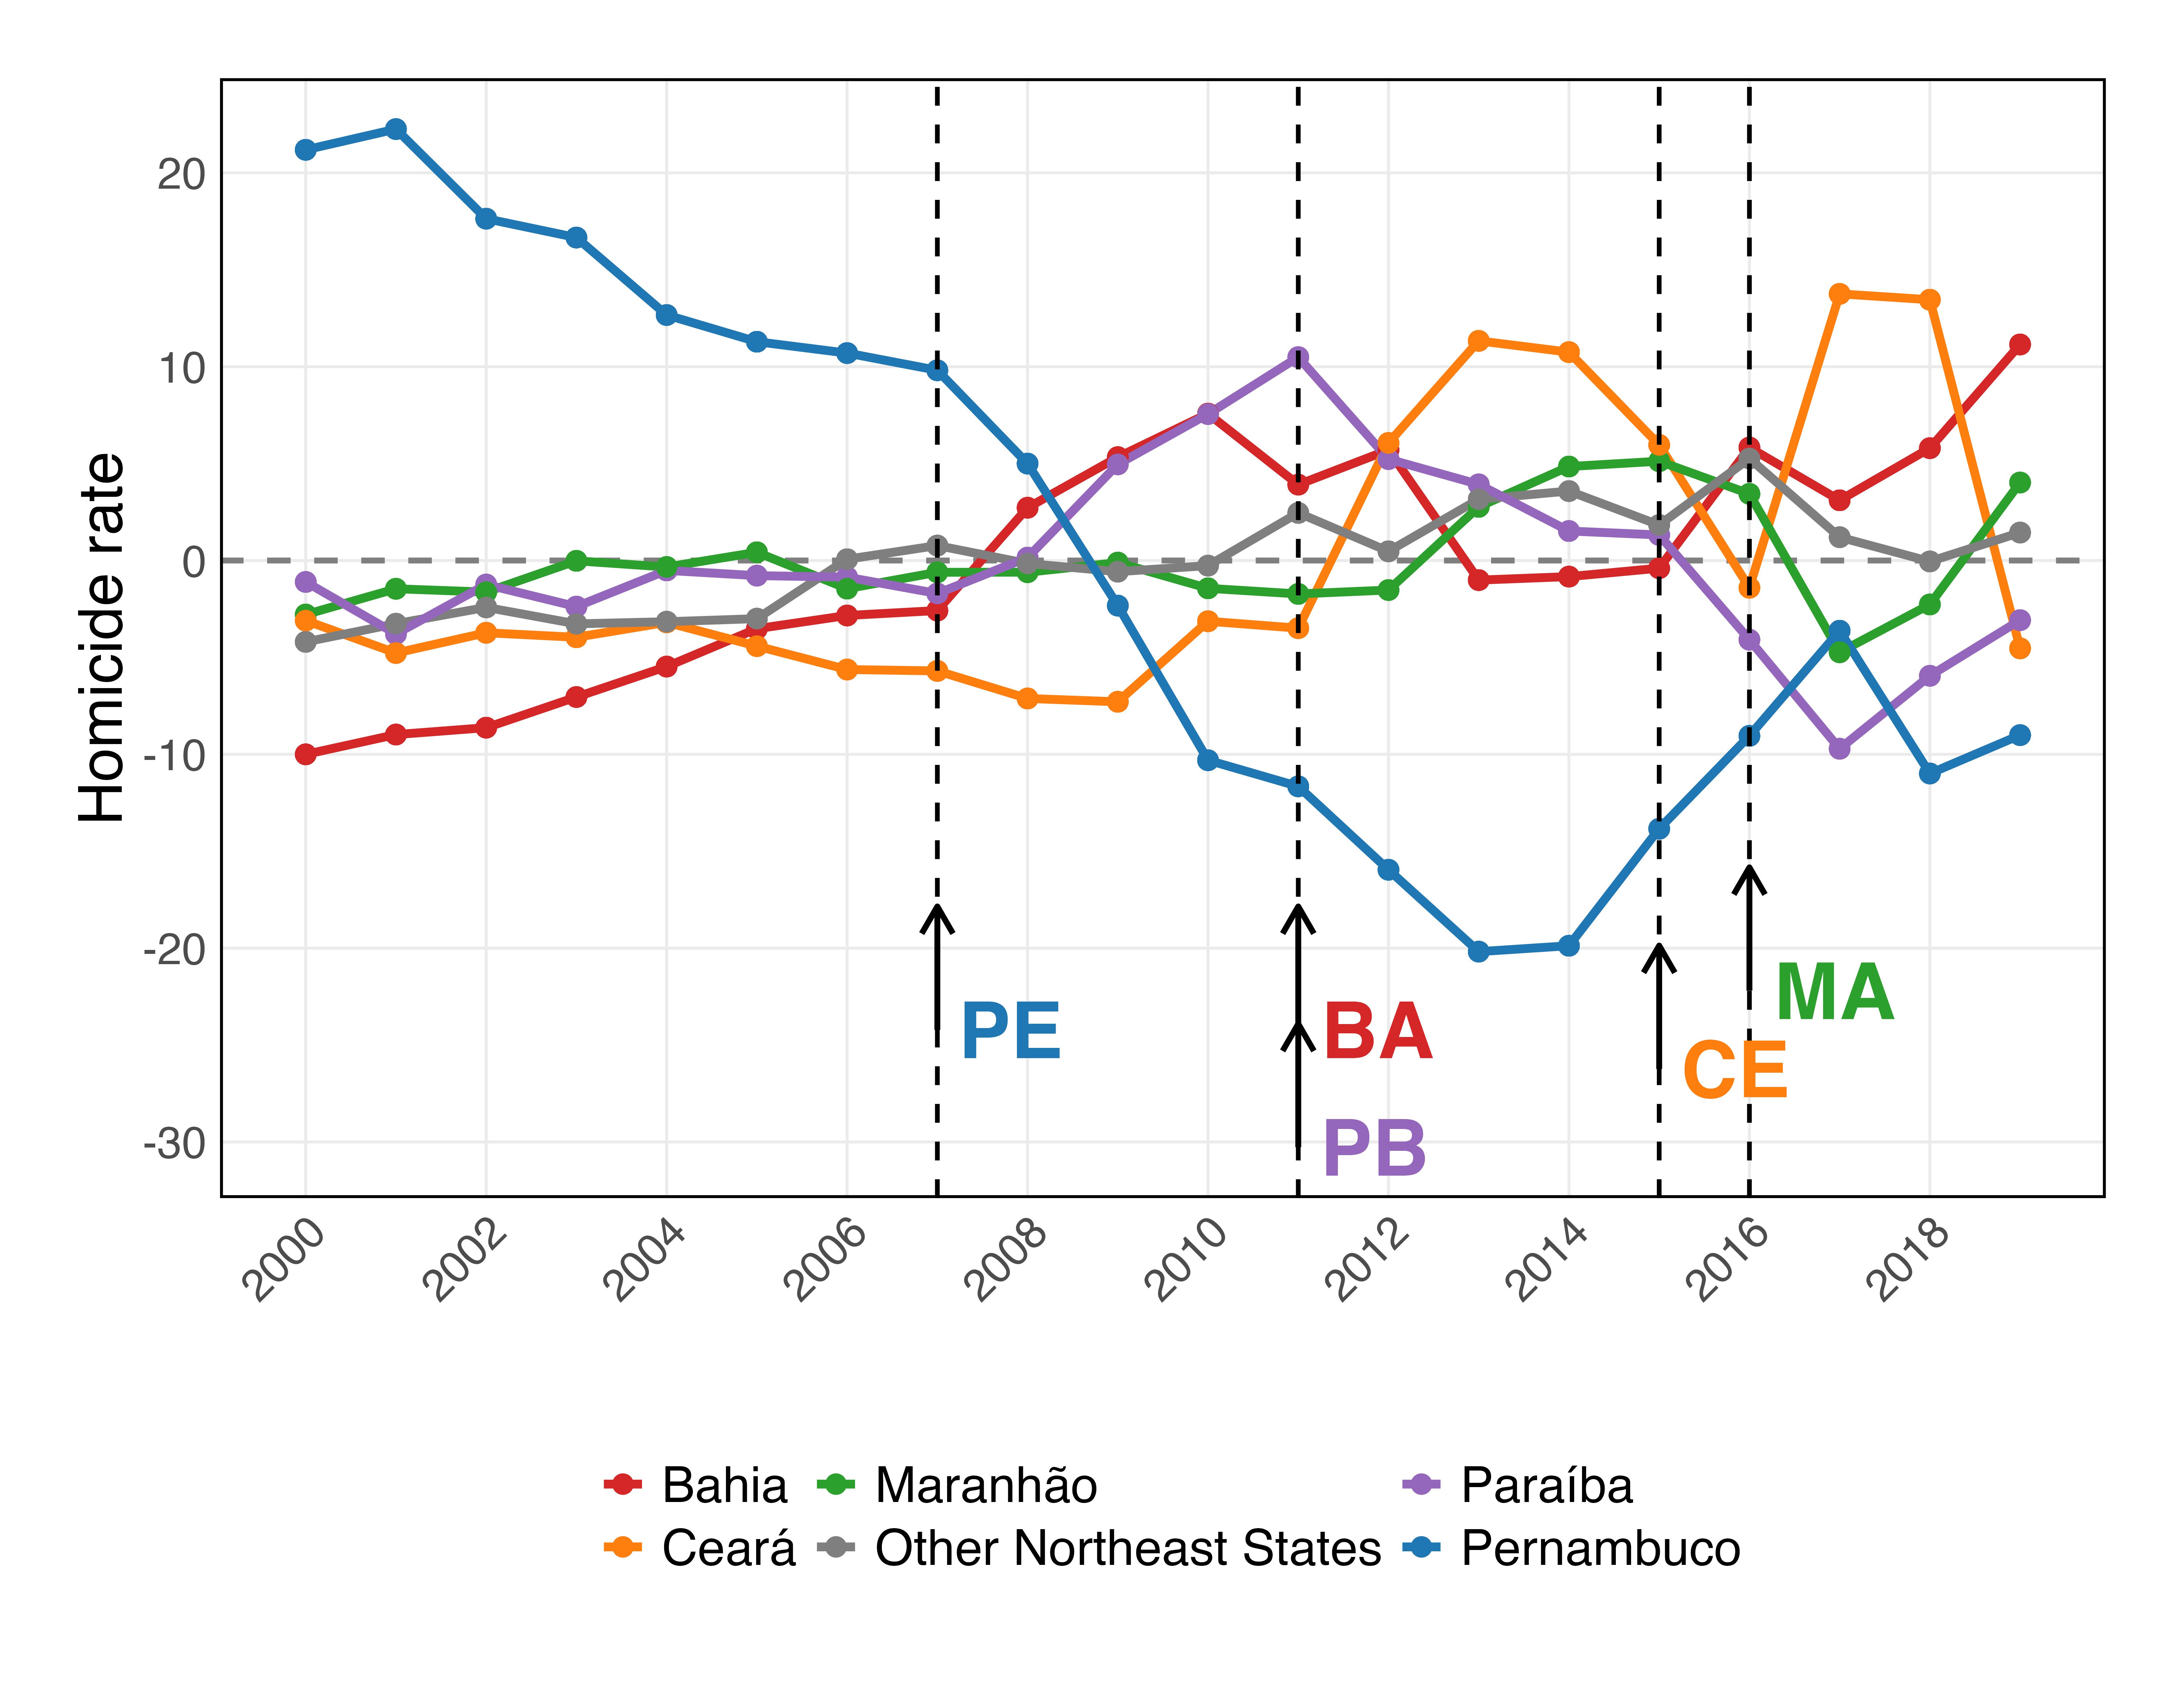 Homicide rate
20
10
0
-10
-20
-30
PE
BA
PB
CE
MA
2000
2002
2004
2006
2008
2010
2012
2014
2016
2018
Bahia Maranhão Paraíba
Ceará Other Northeast States Pernambuco